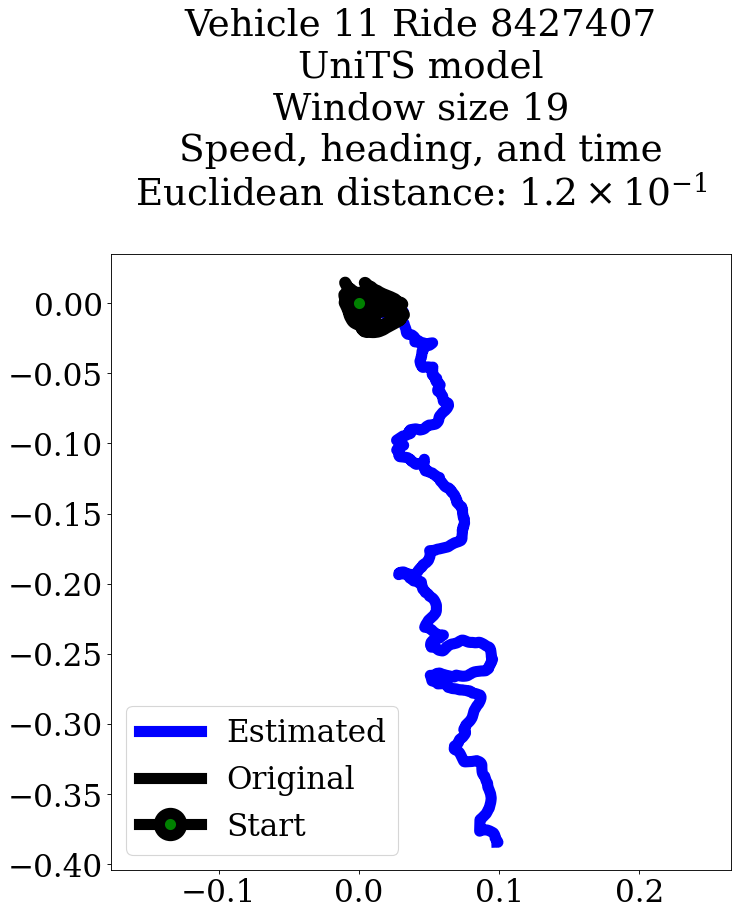 Vehicle 11 Ride 8427407
UniTS model
Window size 19
Speed, heading, and time
Euclidean distance: 1.2 × 10⁻¹
0.00
−0.05
−0.10
−0.15
−0.20
−0.25
−0.30
−0.35
−0.40
Estimated
Original
Start
−0.1 0.0 0.1 0.2